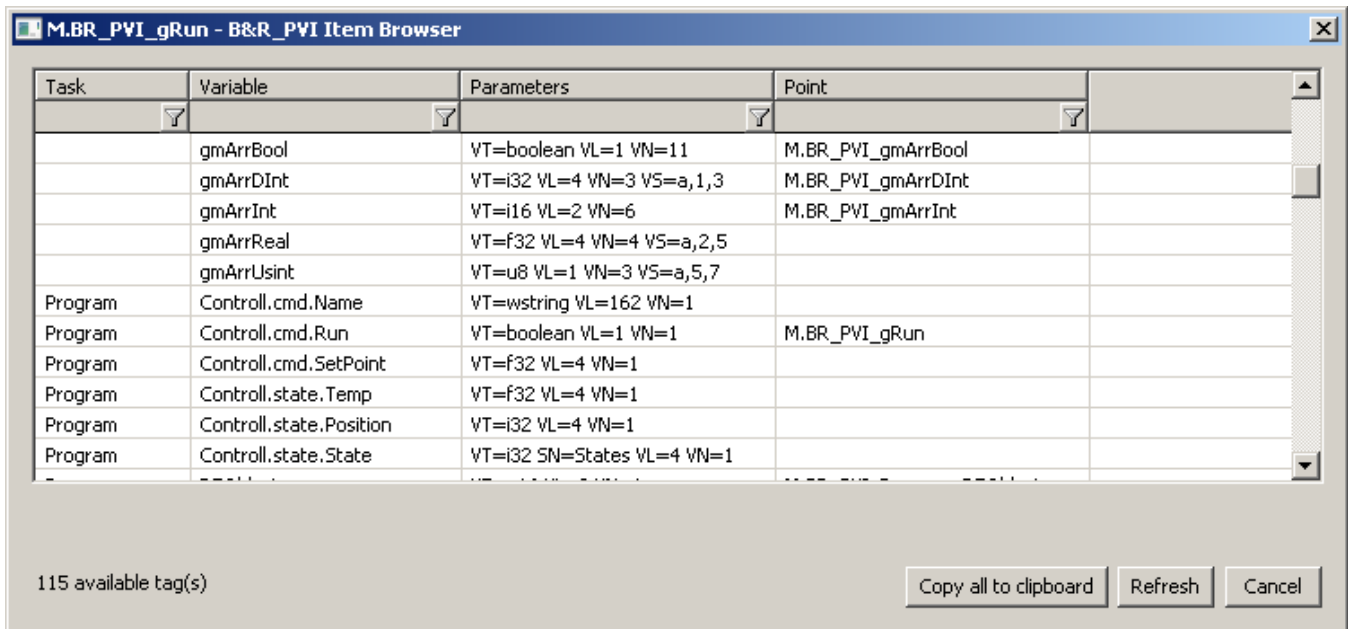 M.BR_PVI_gRun - B&R_PVI Item Browser
Task Variable Parameters Point
gmArrBool VT=boolean VL=1 VN=11 M.BR_PVI_gmArrBool
gmArrDInt VT=i32 VL=4 VN=3 VS=a,1,3 M.BR_PVI_gmArrDInt
gmArrInt VT=i16 VL=2 VN=6 M.BR_PVI_gmArrInt
gmArrReal VT=f32 VL=4 VN=4 VS=a,2,5
gmArrUsint VT=u8 VL=1 VN=3 VS=a,5,7
Program Controll.cmd.Name VT=wstring VL=162 VN=1
Program Controll.cmd.Run VT=boolean VL=1 VN=1 M.BR_PVI_gRun
Program Controll.cmd.SetPoint VT=f32 VL=4 VN=1
Program Controll.state.Temp VT=f32 VL=4 VN=1
Program Controll.state.Position VT=i32 VL=4 VN=1
Program Controll.state.State VT=i32 SN=States VL=4 VN=1
115 available tag(s)
Copy all to clipboard Refresh Cancel